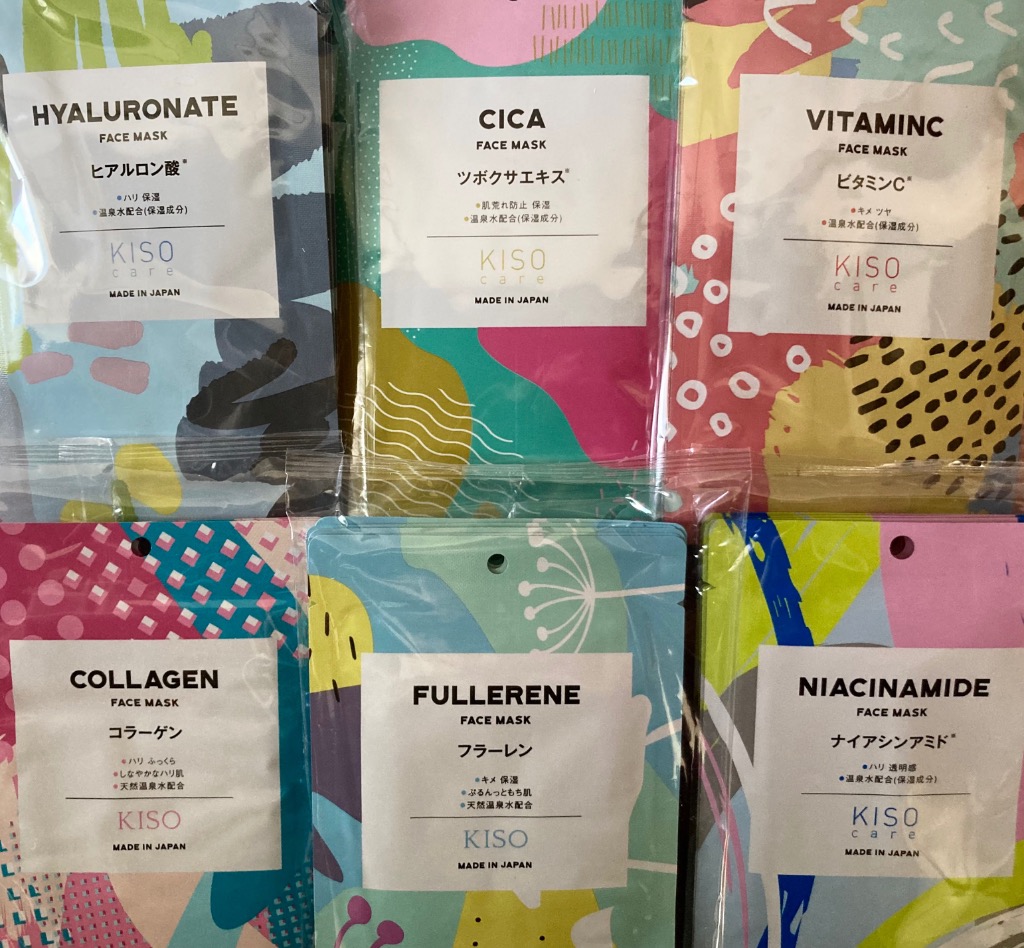 HYALURONATE
FACE MASK
ヒアルロン酸※
●ハリ 保湿
●温泉水配合(保湿成分)
KISO
care
MADE IN JAPAN
CICA
FACE MASK
ツボクサエキス※
●肌荒れ防止 保湿
●温泉水配合(保湿成分)
KISO
care
MADE IN JAPAN
VITAMINC
FACE MASK
ビタミンC※
●キメ ツヤ
●温泉水配合(保湿成分)
KISO
care
MADE IN JAPAN
COLLAGEN
FACE MASK
コラーゲン
●ハリ ふっくら
●しなやかなハリ肌
●天然温泉水配合
KISO
MADE IN JAPAN
FULLERENE
FACE MASK
フラーレン
●キメ 保湿
●ぷるんっともち肌
●天然温泉水配合
KISO
MADE IN JAPAN
NIACINAMIDE
FACE MASK
ナイアシンアミド※
●ハリ 透明感
●温泉水配合(保湿成分)
KISO
care
MADE IN JAPAN